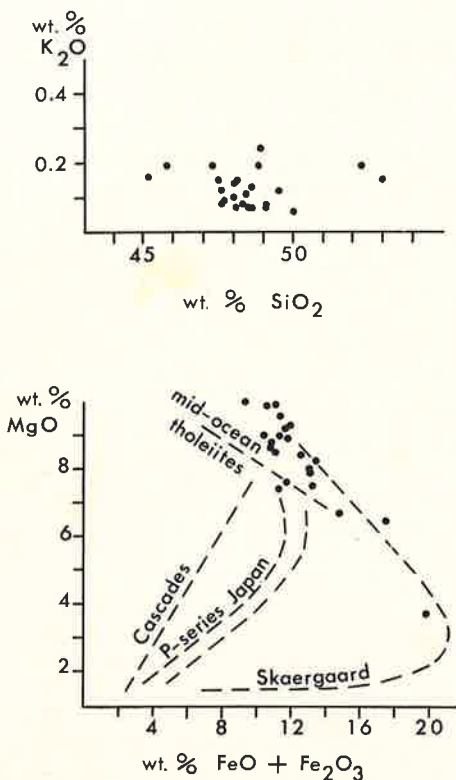 wt. %
K2O
2
0.4
0.2
45 50
wt. % SiO2
wt. %
MgO
8
6
4
2
mid-ocean
tholeiites
Cascades
P-series Japan
Skaergaard
4 8 12 16 20
wt. % FeO + Fe2O3